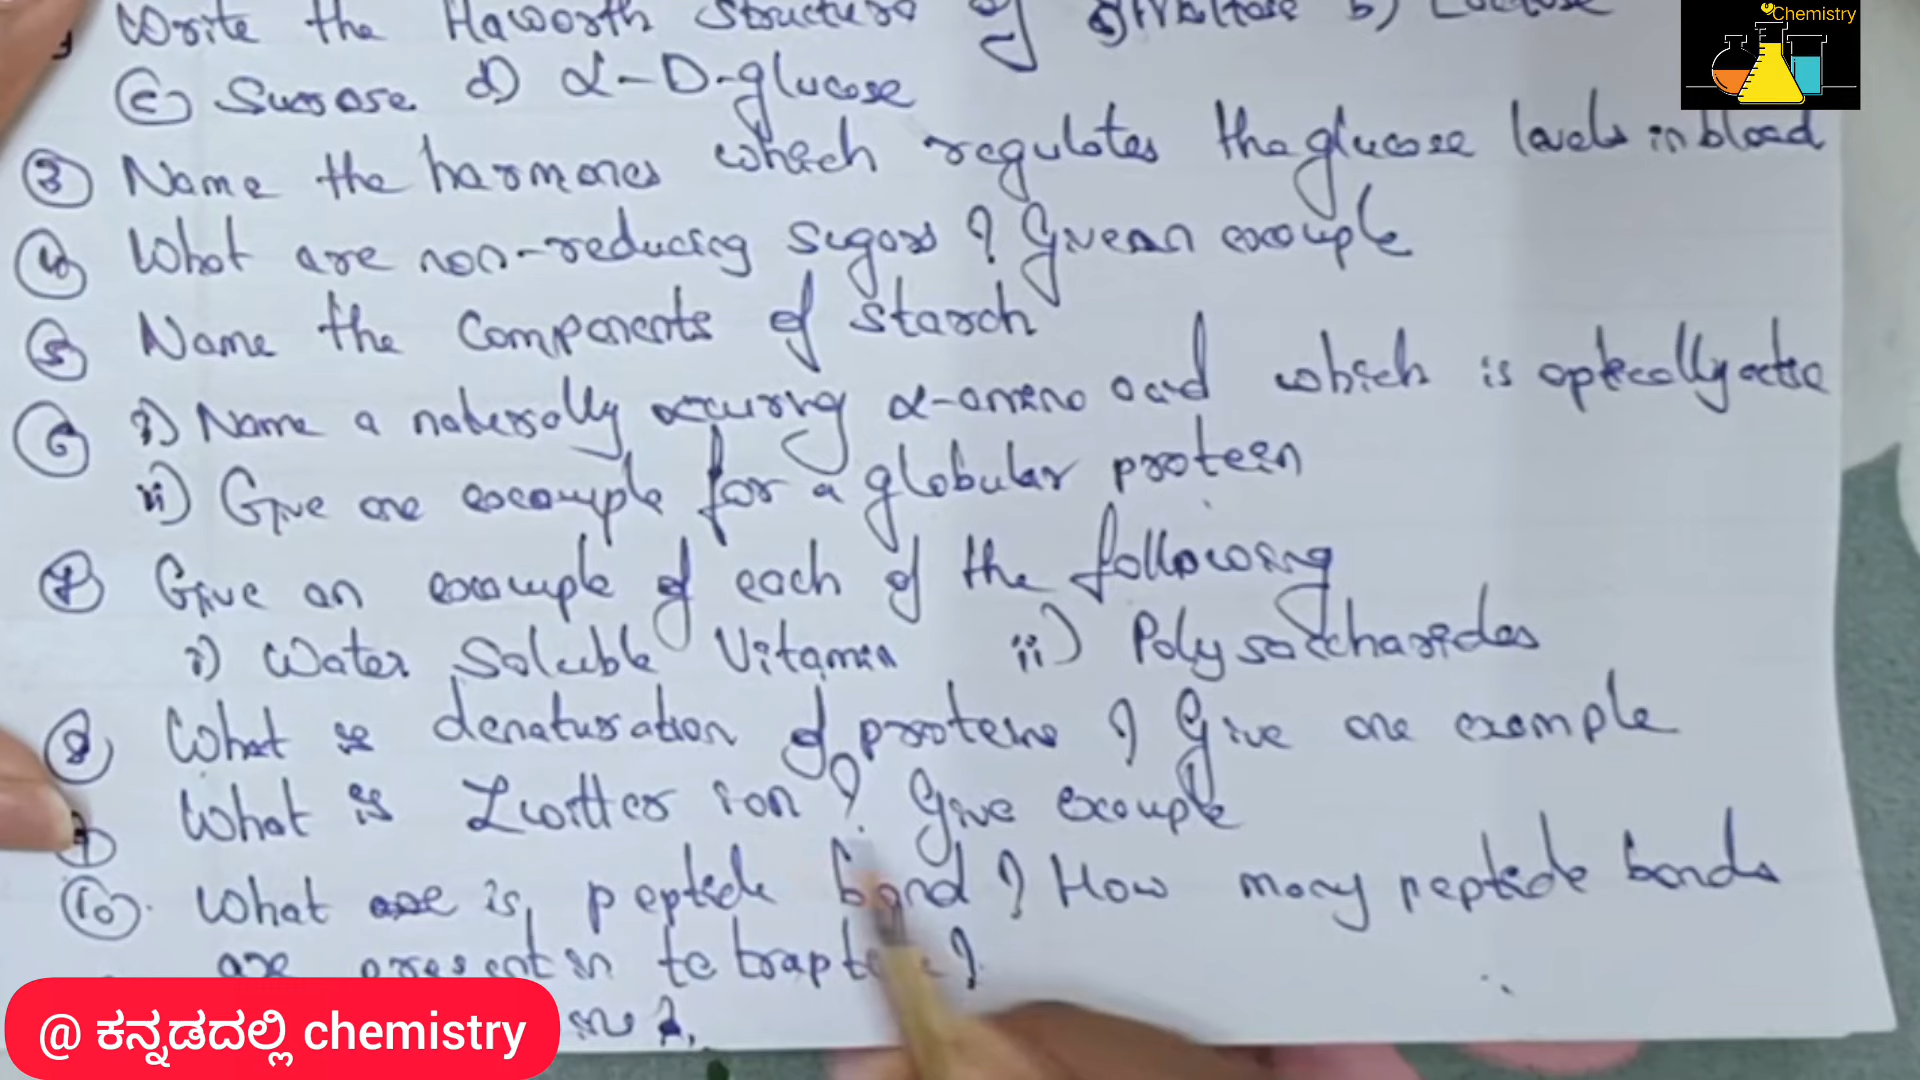 Write the Haworth Structure of a) Maltose b) Lactose
c) Sucrose d) α-D-glucose
3 Name the harmones which regulates the glucose levels in blood
4 What are non-reducing sugars? Give an example
5 Name the Components of starch
6 i) Name a naturally occuring α-amino acid which is optically active
ii) Give one example for a globular protein
7 Give an example of each of the following
i) Water Soluble Vitamin ii) Polysaccharides
8 What is denaturation of proteins? Give one example
9 What is Zwitter ion? Give example
10. What is peptide bond? How many peptide bonds
are present in tetrapeptide?
@ ಕನ್ನಡದಲ್ಲಿ chemistry
Chemistry